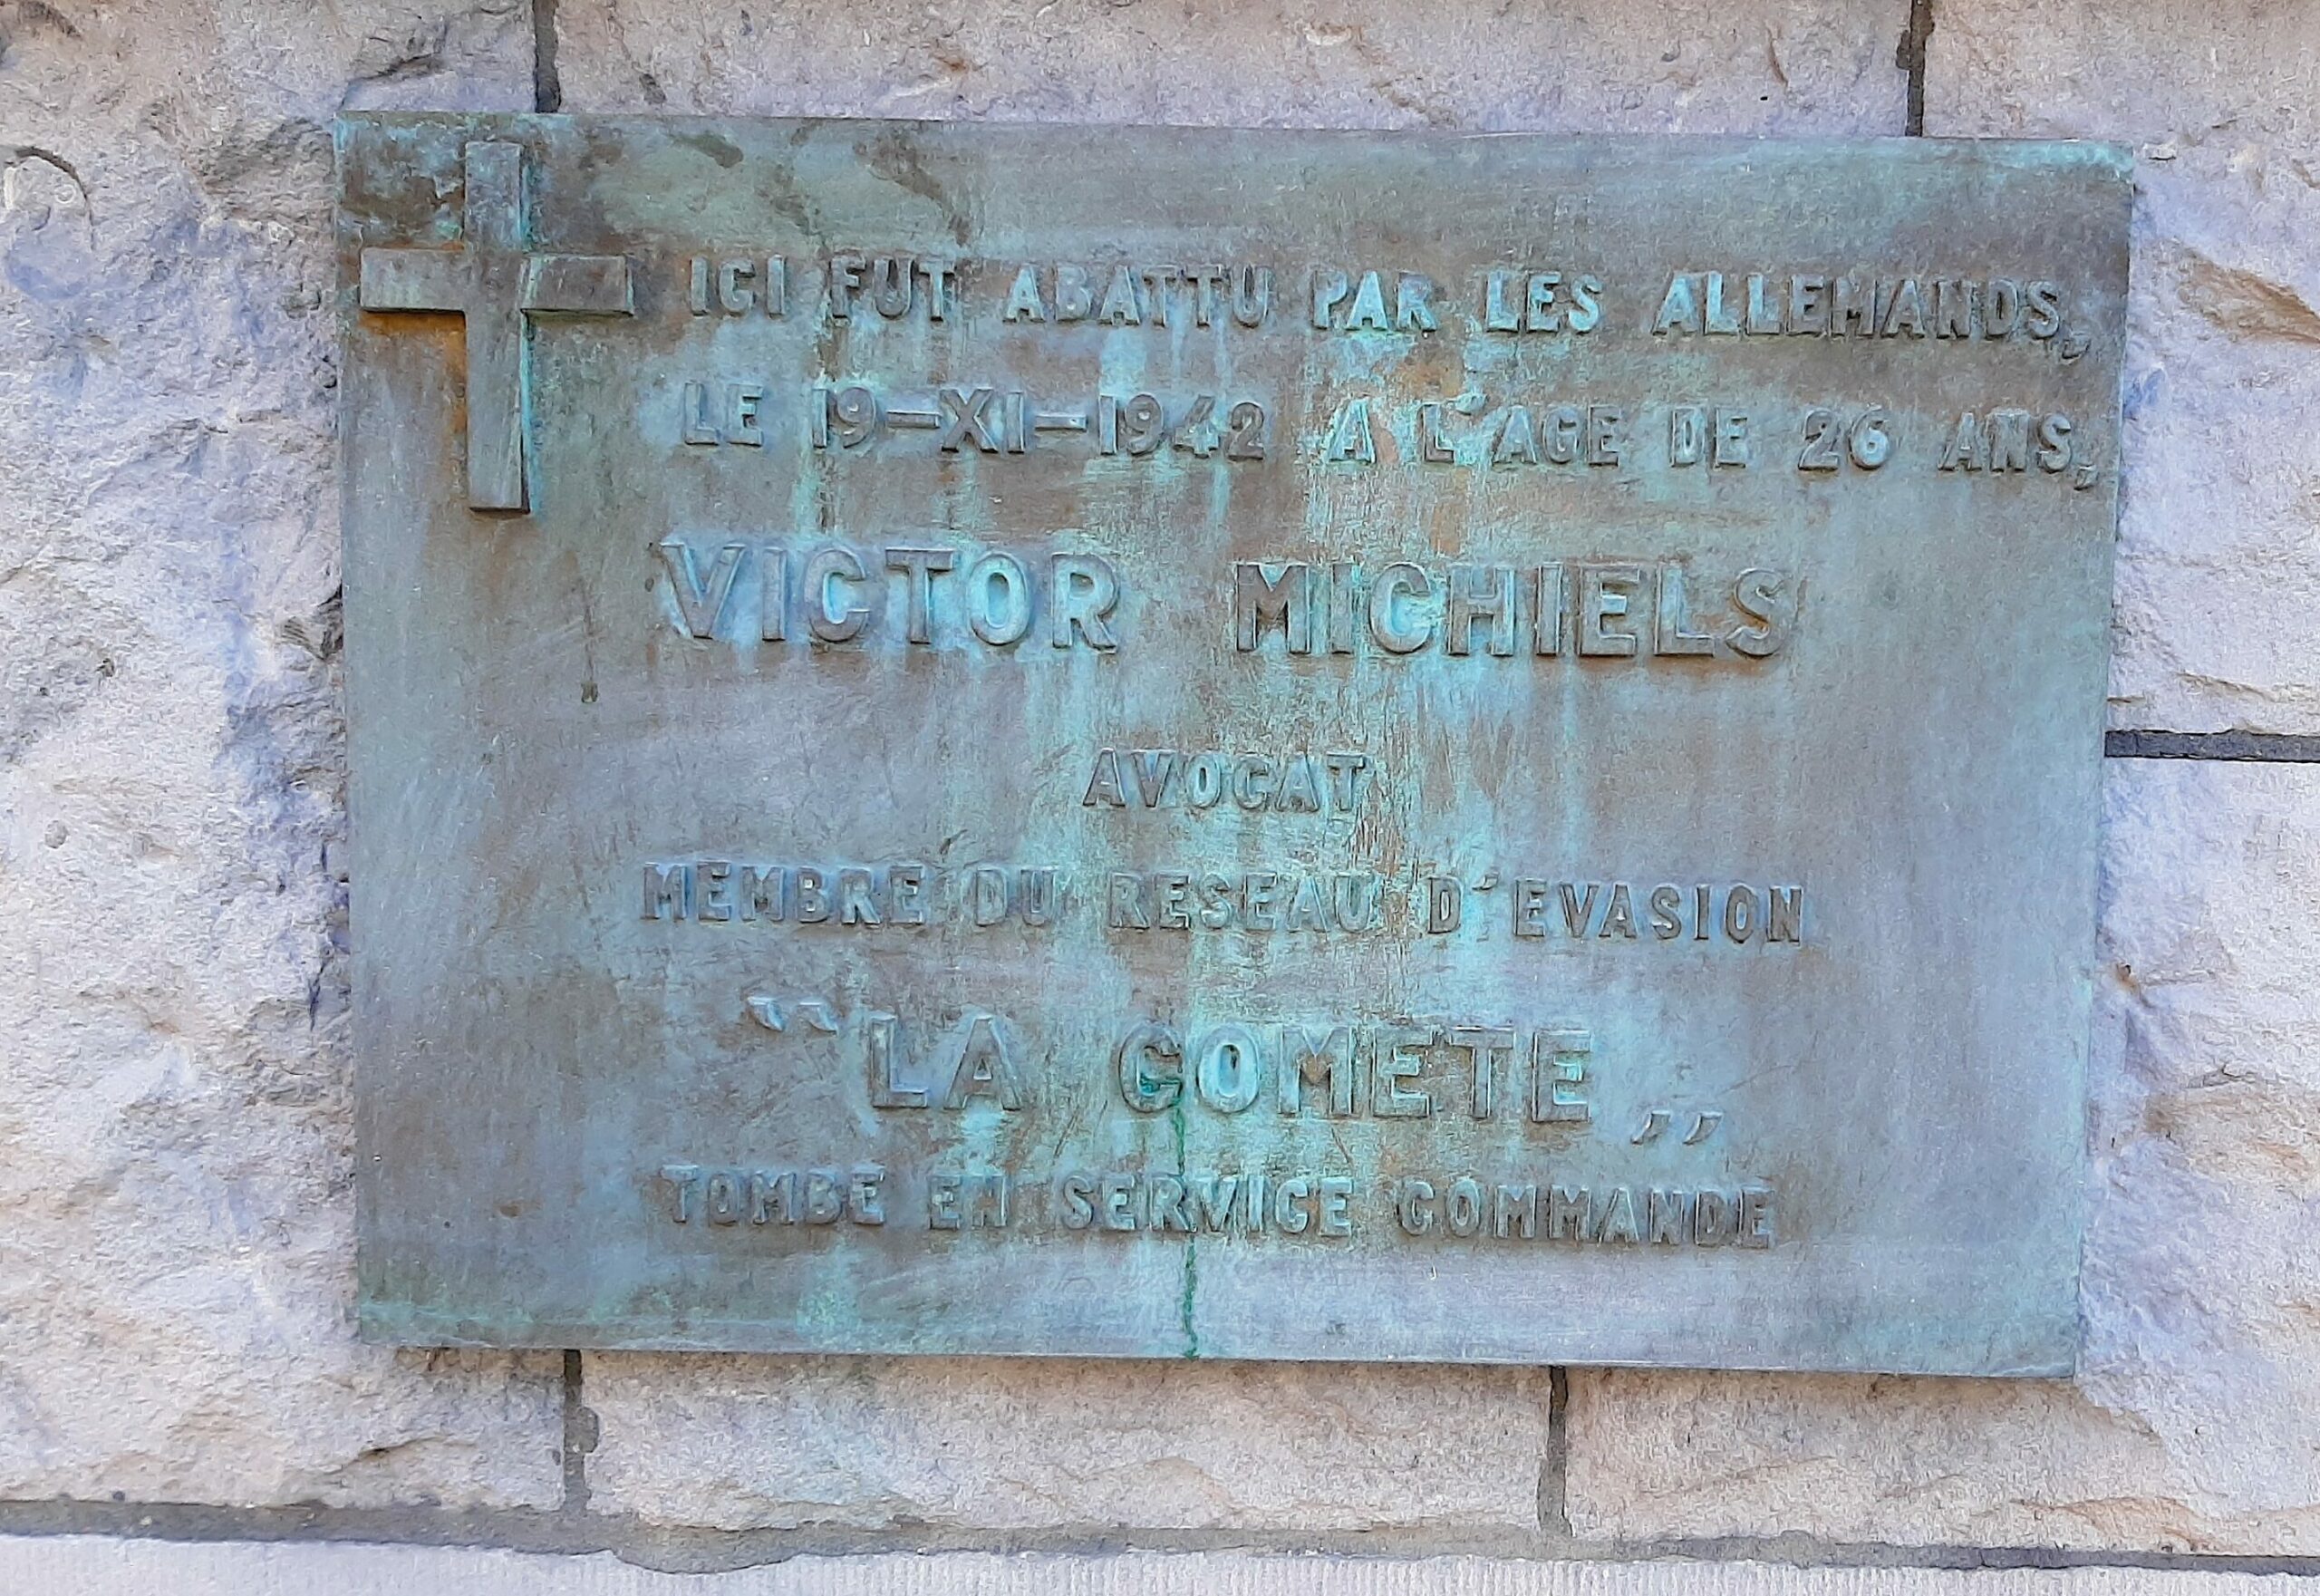 ICI FUT ABATTU PAR LES ALLEMANDS,
LE 19-XI-1942 A L'AGE DE 26 ANS,
VICTOR MICHIELS
AVOCAT
MEMBRE DU RESEAU D'EVASION
“LA COMETE„
TOMBE EN SERVICE COMMANDE